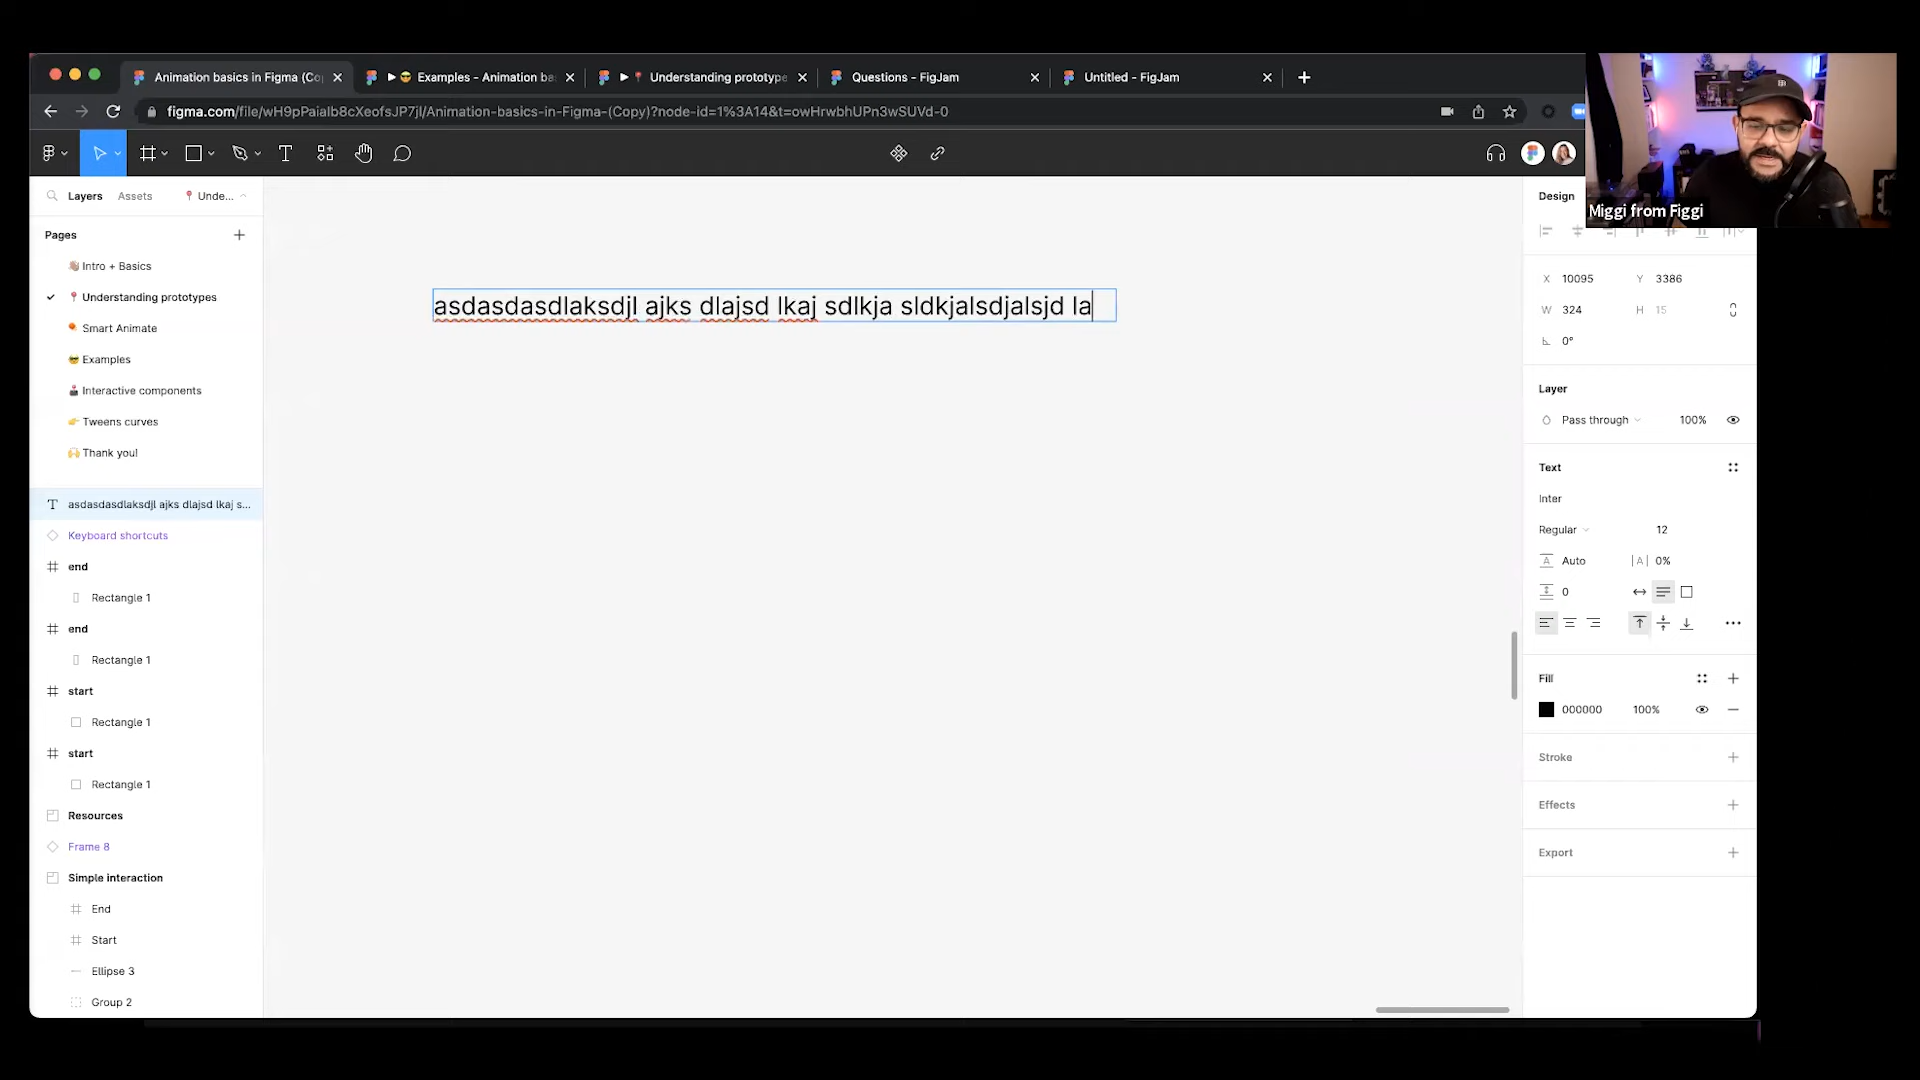 Animation basics in Figma (Co
Examples - Animation ba
Understanding prototype
Questions - FigJam
Untitled - FigJam
figma.com/file/wH9pPaiaIb8cXeofsJP7jl/Animation-basics-in-Figma-(Copy)?node-id=1%3A14&t=owHrwbhUPn3wSUVd-0
Miggi from Figgi
Layers
Assets
Unde...
Pages
Intro + Basics
Understanding prototypes
Smart Animate
Examples
Interactive components
Tweens curves
Thank you!
asdasdasdlaksdjl ajks dlajsd lkaj s...
Keyboard shortcuts
end
Rectangle 1
end
Rectangle 1
start
Rectangle 1
start
Rectangle 1
Resources
Frame 8
Simple interaction
End
Start
Ellipse 3
Group 2
asdasdasdlaksdjl ajks dlajsd lkaj sdlkja sldkjalsdjalsjd la
Design
X 10095 Y 3386
W 324 H 15
0°
Layer
Pass through 100%
Text
Inter
Regular 12
Auto |A| 0%
0
Fill
000000 100%
Stroke
Effects
Export